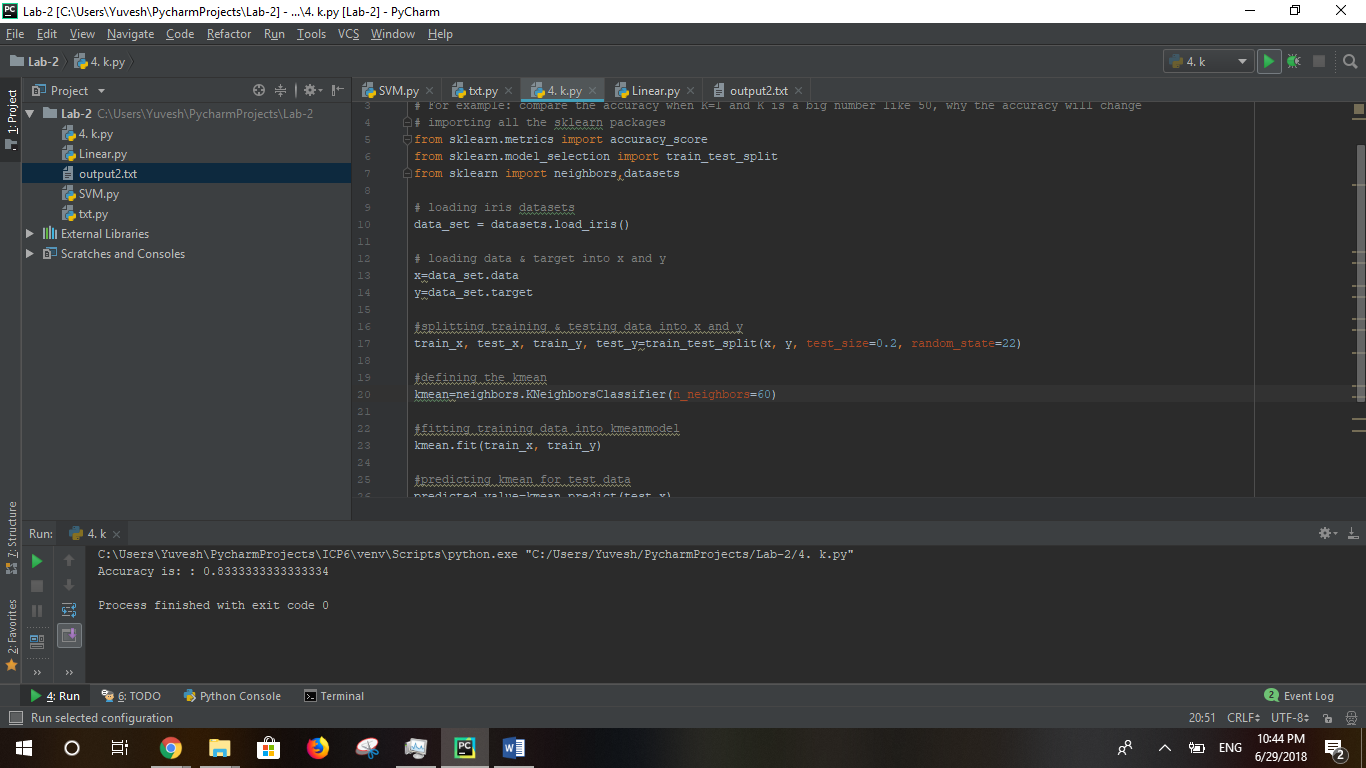 Lab-2 [C:\Users\Yuvesh\PycharmProjects\Lab-2] - ...\4. k.py [Lab-2] - PyCharm
File Edit View Navigate Code Refactor Run Tools VCS Window Help
Lab-2 4. k.py 4. k
Project SVM.py txt.py 4. k.py Linear.py output2.txt
1: Project
Lab-2 C:\Users\Yuvesh\PycharmProjects\Lab-2
4. k.py
Linear.py
output2.txt
SVM.py
txt.py
External Libraries
Scratches and Consoles
3 # For example: compare the accuracy when K=1 and K is a big number like 50, why the accuracy will change
4 # importing all the sklearn packages
5 from sklearn.metrics import accuracy_score
6 from sklearn.model_selection import train_test_split
7 from sklearn import neighbors,datasets
8
9 # loading iris datasets
10 data_set = datasets.load_iris()
11
12 # loading data & target into x and y
13 x=data_set.data
14 y=data_set.target
15
16 #splitting training & testing data into x and y
17 train_x, test_x, train_y, test_y=train_test_split(x, y, test_size=0.2, random_state=22)
18
19 #defining the kmean
20 kmean=neighbors.KNeighborsClassifier(n_neighbors=60)
21
22 #fitting training data into kmeanmodel
23 kmean.fit(train_x, train_y)
24
25 #predicting kmean for test data
26 predicted_value=kmean.predict(test_x)
7: Structure
2: Favorites
Run: 4. k
C:\Users\Yuvesh\PycharmProjects\ICP6\venv\Scripts\python.exe "C:/Users/Yuvesh/PycharmProjects/Lab-2/4. k.py"
Accuracy is: : 0.8333333333333334
Process finished with exit code 0
4: Run 6: TODO Python Console Terminal 2 Event Log
Run selected configuration 20:51 CRLF UTF-8
ENG 10:44 PM
6/29/2018 2